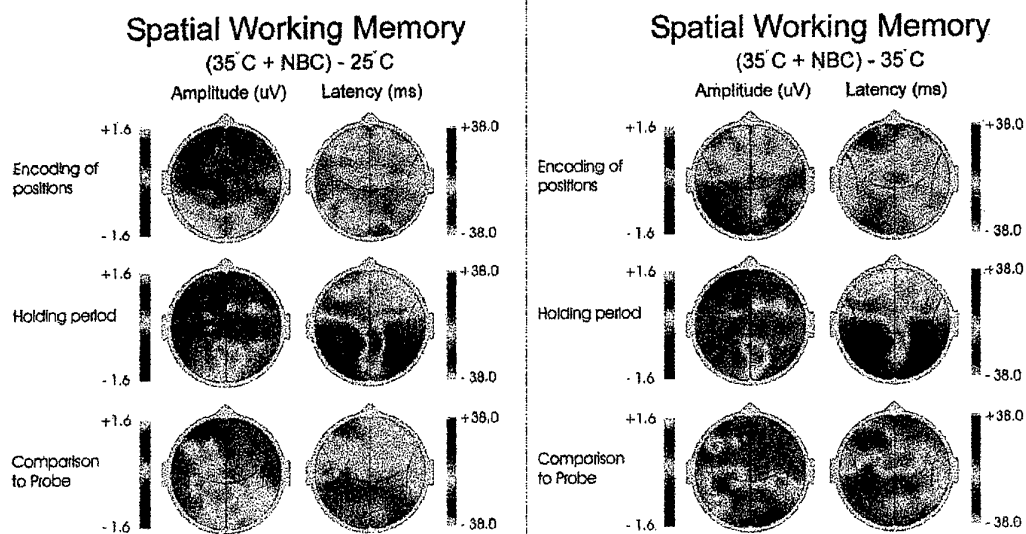 Spatial Working Memory
(35°C + NBC) - 25°C
Amplitude (uV) Latency (ms)
+1.6 +38.0
Encoding of
positions
- 1.6 - 38.0
+1.6 +38.0
Holding period
- 1.6 - 38.0
+1.6 +38.0
Comparison
to Probe
- 1.6 - 38.0
Spatial Working Memory
(35°C + NBC) - 35°C
Amplitude (uV) Latency (ms)
+1.6 +38.0
Encoding of
positions
- 1.6 - 38.0
+1.6 +38.0
Holding period
- 1.6 - 38.0
+1.6 +38.0
Comparison
to Probe
- 1.6 - 38.0